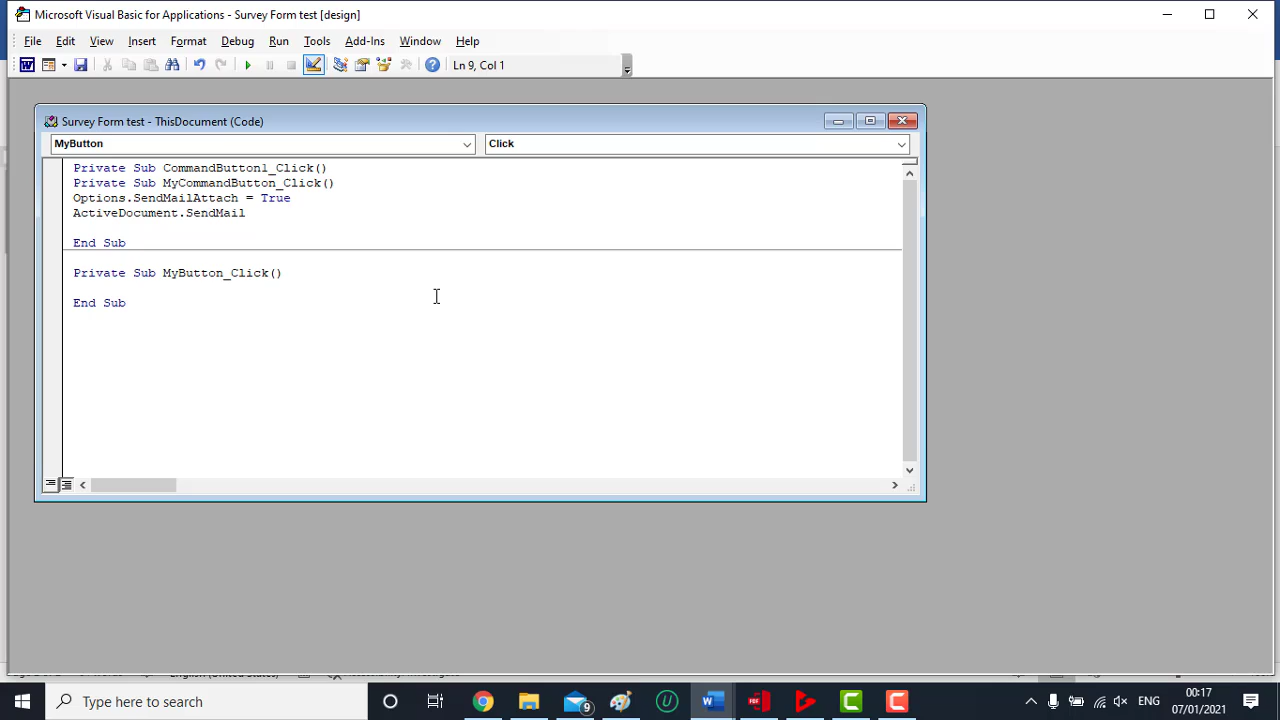 Microsoft Visual Basic for Applications - Survey Form test [design]
File Edit View Insert Format Debug Run Tools Add-Ins Window Help
Ln 9, Col 1
Survey Form test - ThisDocument (Code)
MyButton Click
Private Sub CommandButton1_Click()
Private Sub MyCommandButton_Click()
Options.SendMailAttach = True
ActiveDocument.SendMail
End Sub
Private Sub MyButton_Click()
End Sub
Type here to search
9
ENG
00:17
07/01/2021